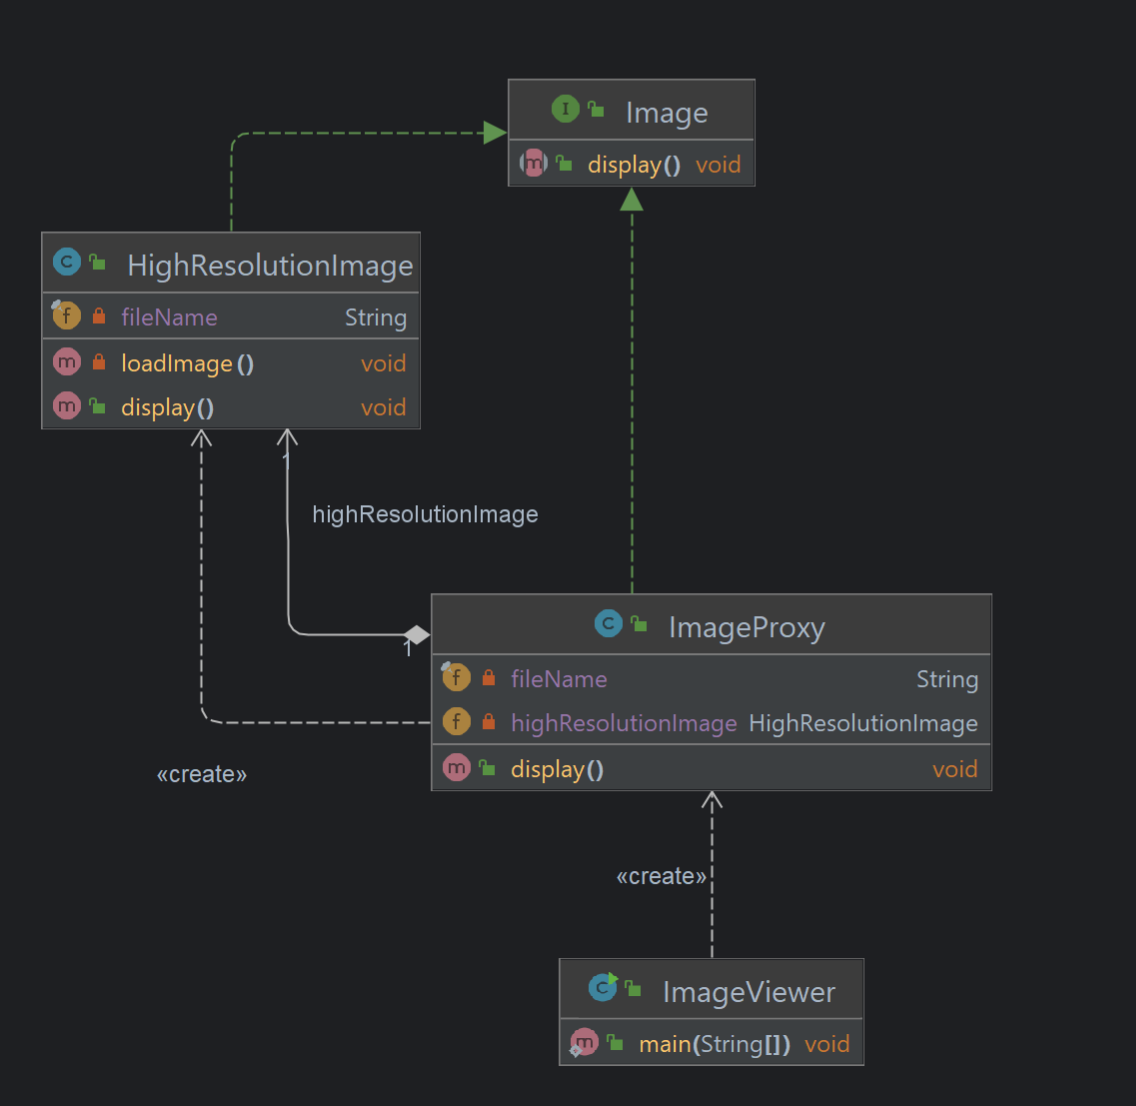 I Image
m display() void
C HighResolutionImage
f fileName String
m loadImage() void
m display() void
1
highResolutionImage
C ImageProxy
1
f fileName String
f highResolutionImage HighResolutionImage
m display() void
«create»
«create»
C ImageViewer
m main(String[]) void